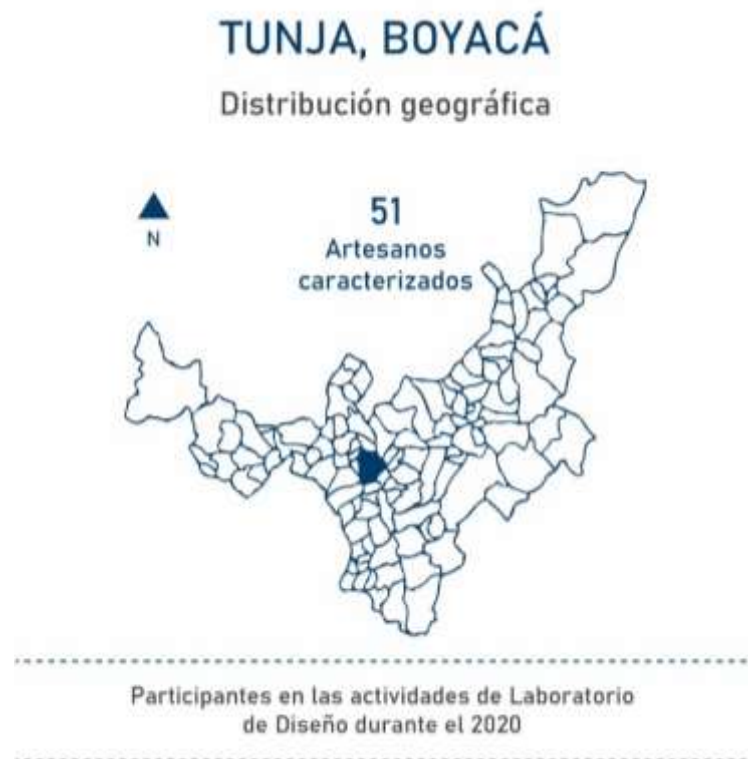 TUNJA, BOYACÁ
Distribución geográfica
N
51
Artesanos
caracterizados
Participantes en las actividades de Laboratorio
de Diseño durante el 2020